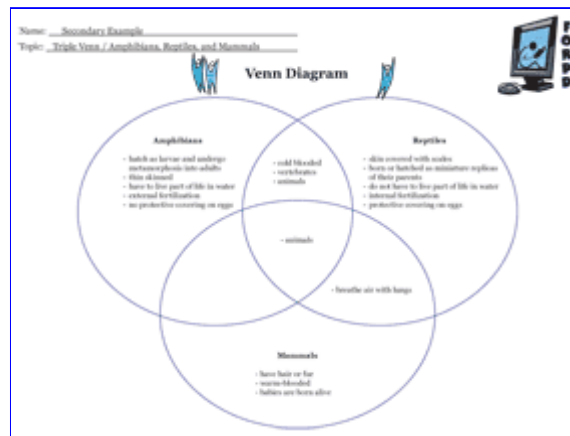 Name: Secondary Example
Topic: Triple Venn / Amphibians, Reptiles, and Mammals
Venn Diagram
Amphibians
- hatch as larvae and undergo
metamorphosis into adults
- thin skinned
- have to live part of life in water
- external fertilization
- no protective covering on eggs
- cold blooded
- vertebrates
- animals
Reptiles
- skin covered with scales
- born or hatched as miniature replicas
of their parents
- do not have to live part of life in water
- internal fertilization
- protective covering on eggs
- animals
- breathe air with lungs
Mammals
- have hair or fur
- warm-blooded
- babies are born alive